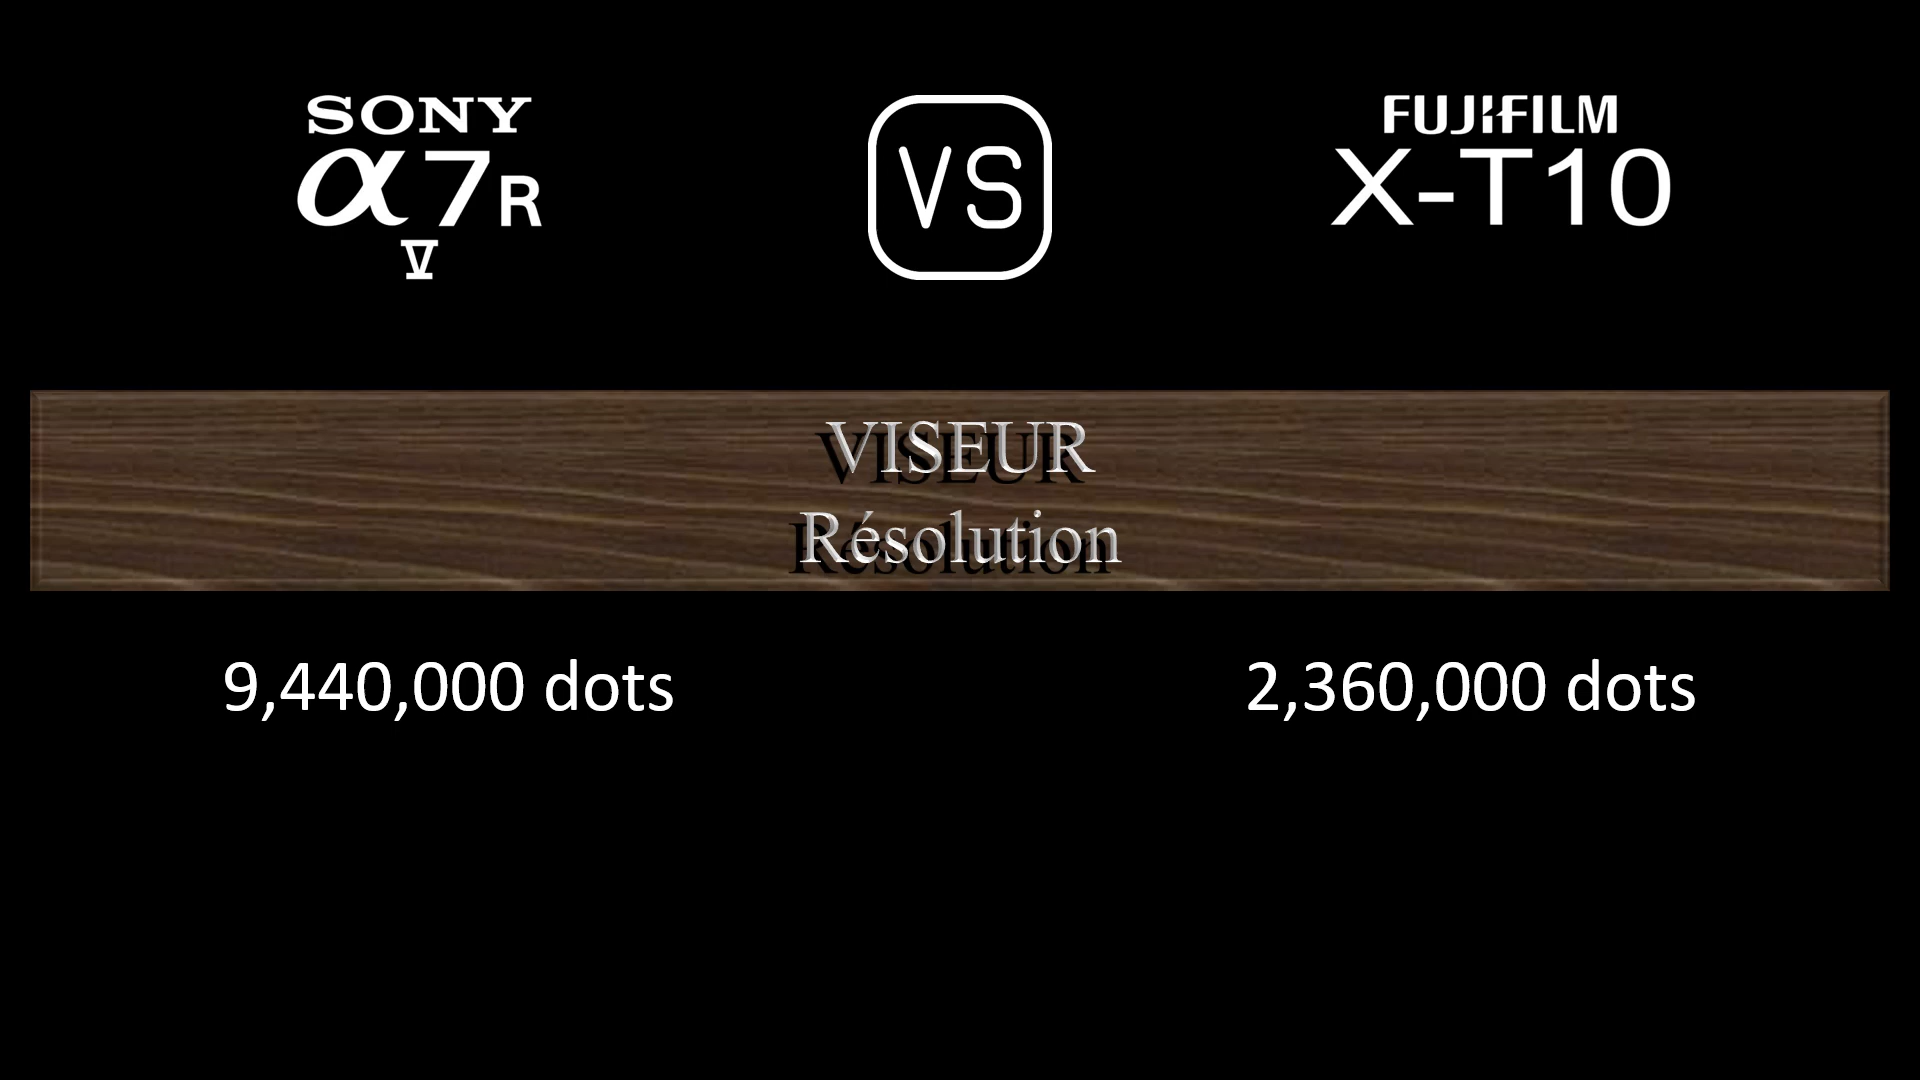 SONY
α7R
V
VS
FUJIFILM
X-T10
VISEUR
Résolution
9,440,000 dots
2,360,000 dots